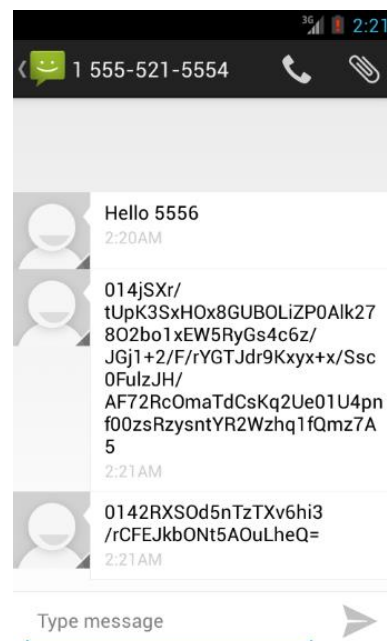 3G 2:21
1 555-521-5554
Hello 5556
2:20AM
014jSXr/
tUpK3SxHOx8GUBOLiZP0Alk27
8O2bo1xEW5RyGs4c6z/
JGj1+2/F/rYGTJdr9Kxyx+x/Ssc
0FulzJH/
AF72RcOmaTdCsKq2Ue01U4pn
f00zsRzysntYR2Wzhq1fQmz7A
5
2:21AM
0142RXSOd5nTzTXv6hi3
/rCFEJkbONt5AOuLheQ=
2:21AM
Type message